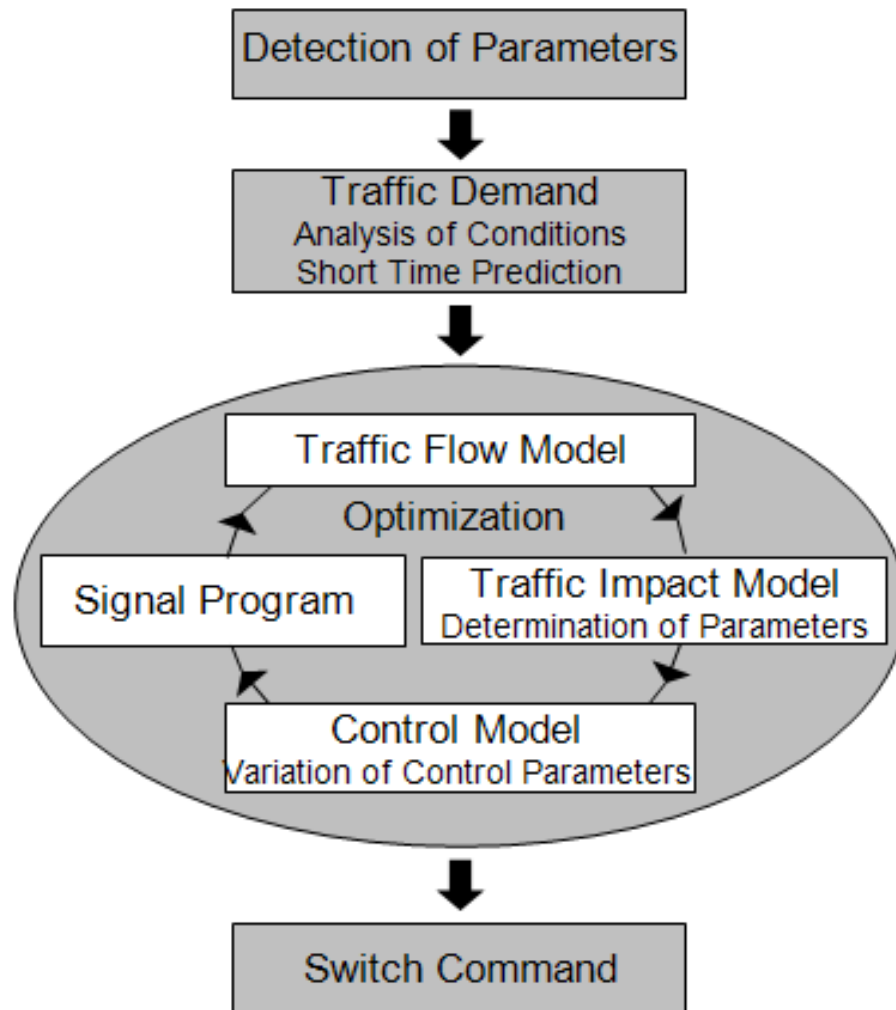 Detection of Parameters
Traffic Demand
Analysis of Conditions
Short Time Prediction
Traffic Flow Model
Optimization
Signal Program
Traffic Impact Model
Determination of Parameters
Control Model
Variation of Control Parameters
Switch Command